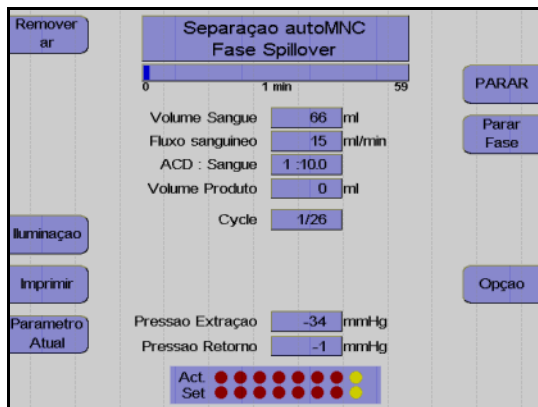 Remover
ar
Separaçao autoMNC
Fase Spillover
0 1 min 59
PARAR
Parar
Fase
Volume Sangue 66 ml
Fluxo sanguineo 15 ml/min
ACD : Sangue 1 :10.0
Volume Produto 0 ml
Cycle 1/26
Iluminaçao
Imprimir
Opçao
Parametro
Atual
Pressao Extraçao -34 mmHg
Pressao Retorno -1 mmHg
Act.
Set